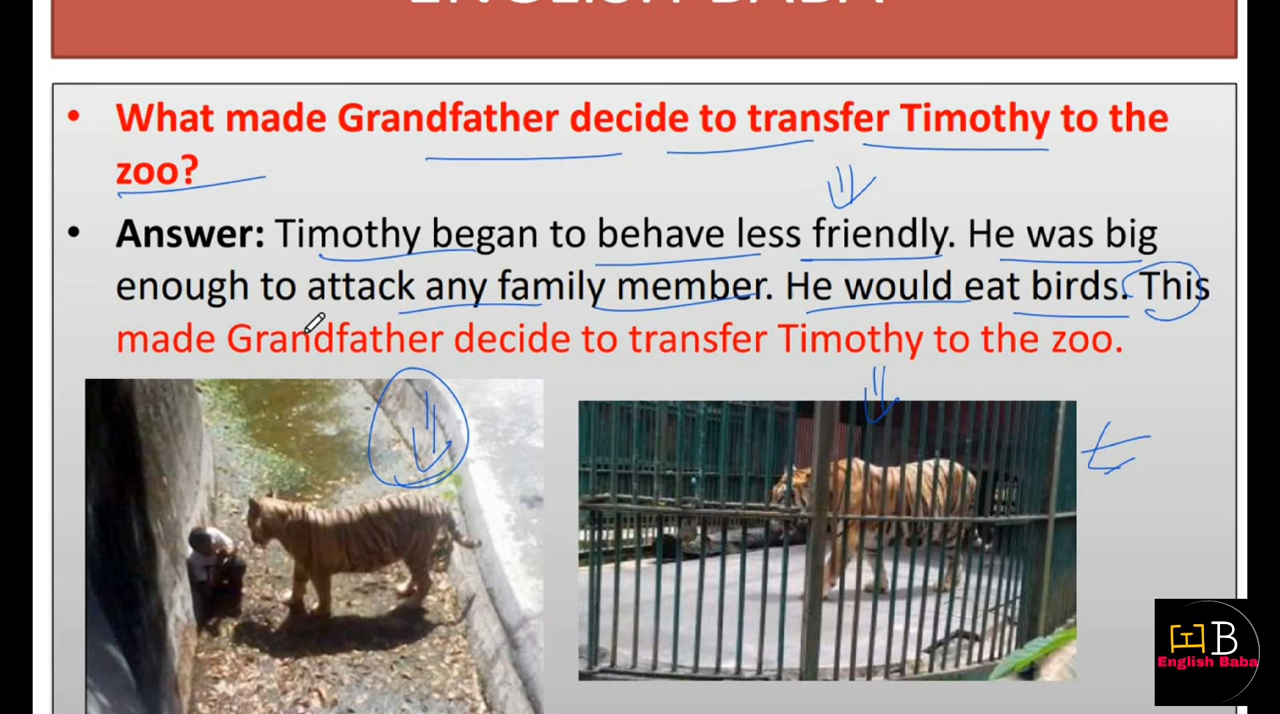 ENGLISH BABA
• What made Grandfather decide to transfer Timothy to the
zoo?
• Answer: Timothy began to behave less friendly. He was big
enough to attack any family member. He would eat birds. This
made Grandfather decide to transfer Timothy to the zoo.
B
English Baba